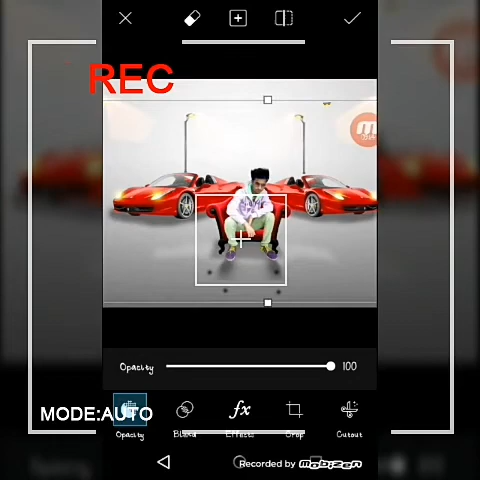 REC
Opacity 100
MODE:AUTO
Opacity Blend Effects Crop Cutout
Recorded by mobizen